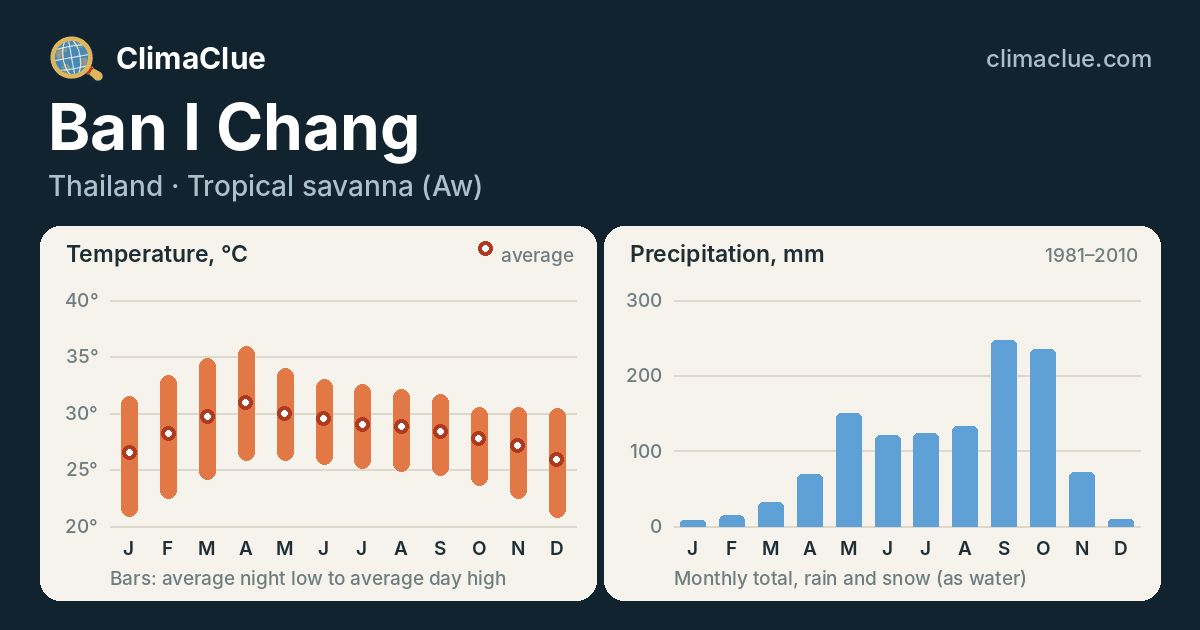 ClimaClue
climaclue.com
Ban I Chang
Thailand · Tropical savanna (Aw)
Temperature, °C
average
40°
35°
30°
25°
20°
J F M A M J J A S O N D
Bars: average night low to average day high
Precipitation, mm
1981–2010
300
200
100
0
J F M A M J J A S O N D
Monthly total, rain and snow (as water)